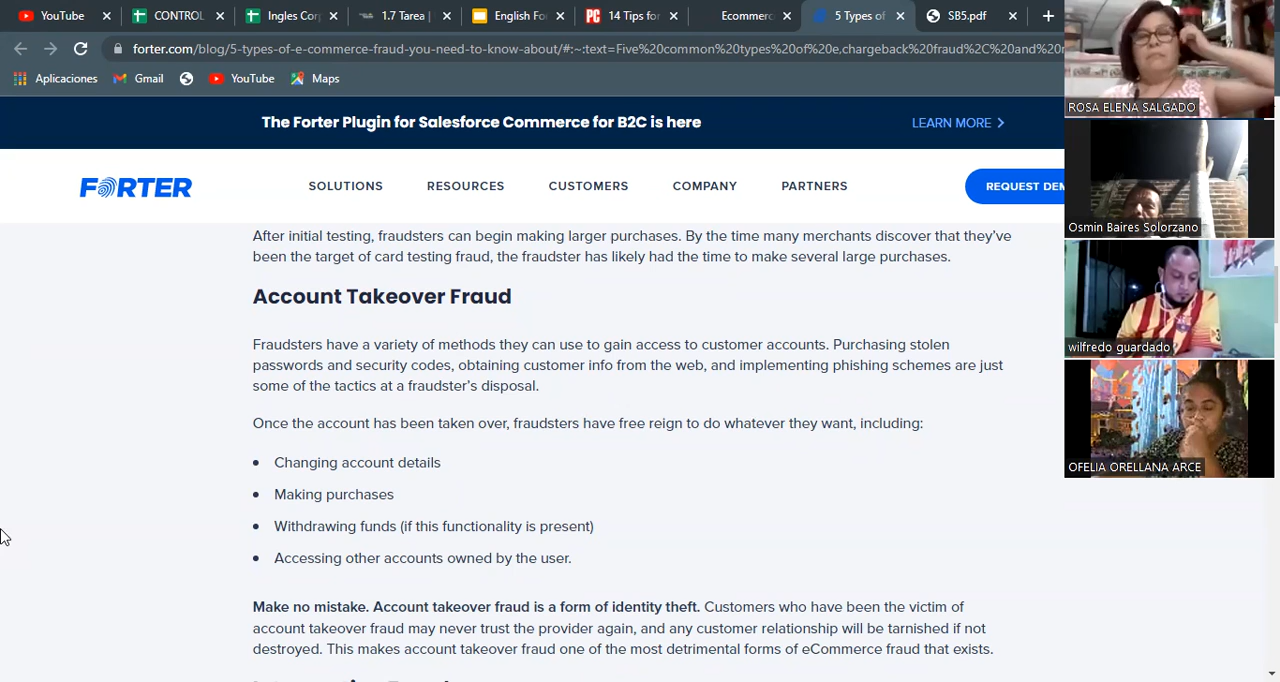 YouTube
CONTROL
Ingles Cor
1.7 Tarea |
English Fo
PC
14 Tips for
Ecommerc
5 Types of
SB5.pdf
forter.com/blog/5-types-of-e-commerce-fraud-you-need-to-know-about/#:~:text=Five%20common%20types%20of%20e,chargeback%20fraud%2C%20and%20
Aplicaciones
Gmail
YouTube
Maps
The Forter Plugin for Salesforce Commerce for B2C is here
LEARN MORE
FORTER
SOLUTIONS
RESOURCES
CUSTOMERS
COMPANY
PARTNERS
REQUEST DEM
After initial testing, fraudsters can begin making larger purchases. By the time many merchants discover that they've
been the target of card testing fraud, the fraudster has likely had the time to make several large purchases.
Account Takeover Fraud
Fraudsters have a variety of methods they can use to gain access to customer accounts. Purchasing stolen
passwords and security codes, obtaining customer info from the web, and implementing phishing schemes are just
some of the tactics at a fraudster's disposal.
Once the account has been taken over, fraudsters have free reign to do whatever they want, including:
Changing account details
Making purchases
Withdrawing funds (if this functionality is present)
Accessing other accounts owned by the user.
Make no mistake. Account takeover fraud is a form of identity theft. Customers who have been the victim of
account takeover fraud may never trust the provider again, and any customer relationship will be tarnished if not
destroyed. This makes account takeover fraud one of the most detrimental forms of eCommerce fraud that exists.
ROSA ELENA SALGADO
Osmin Baires Solorzano
wilfredo guardado
OFELIA ORELLANA ARCE